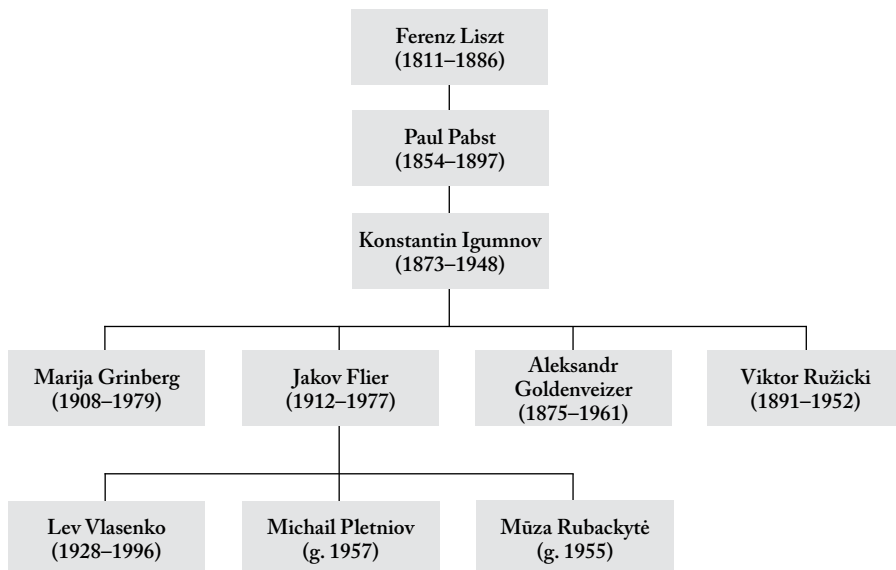 Ferenz Liszt
(1811–1886)
Paul Pabst
(1854–1897)
Konstantin Igumnov
(1873–1948)
Marija Grinberg
(1908–1979)
Jakov Flier
(1912–1977)
Aleksandr
Goldenveizer
(1875–1961)
Viktor Ružicki
(1891–1952)
Lev Vlasenko
(1928–1996)
Michail Pletniov
(g. 1957)
Mūza Rubackytė
(g. 1955)